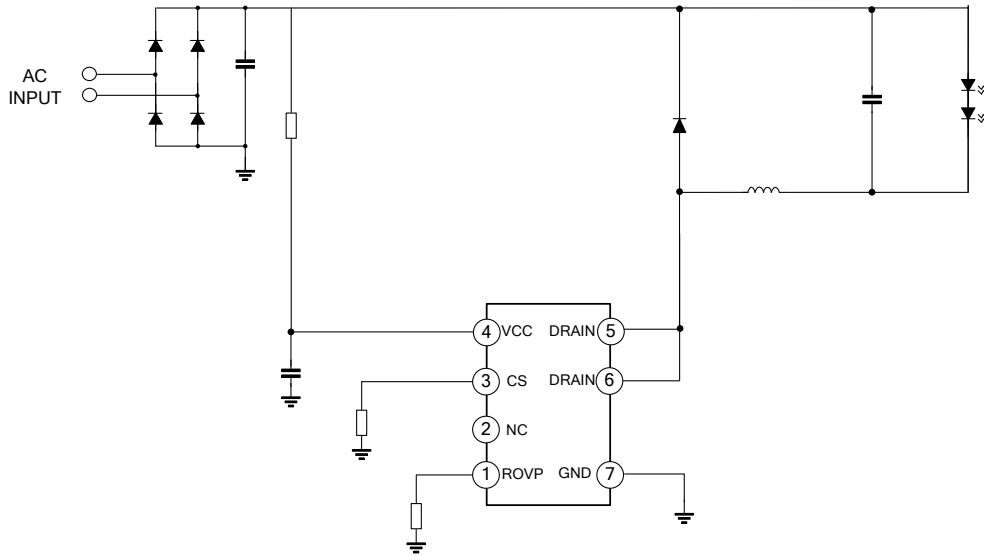 AC
INPUT
4 VCC DRAIN 5
3 CS DRAIN 6
2 NC
1 ROVP GND 7